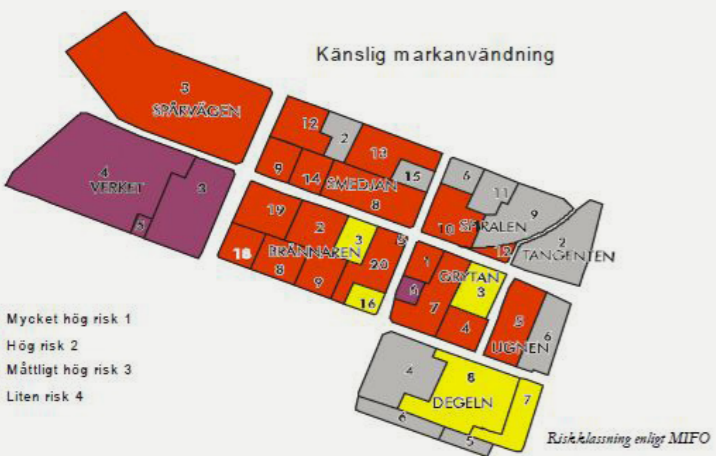 Känslig markanvändning
3
SPÅRVÄGEN
12
2
13
9
14
SMEDJAN
15
8
4
VERKET
3
5
6
11
9
10
SPIRALEN
12
2
TANGENTEN
19
2
3
5
18
BRÄNNAREN
20
8
9
16
1
GRYTAN
6
3
7
4
5
6
UGNEN
4
8
7
DEGELN
6
5
Mycket hög risk 1
Hög risk 2
Måttligt hög risk 3
Liten risk 4
Riskklassning enligt MIFO